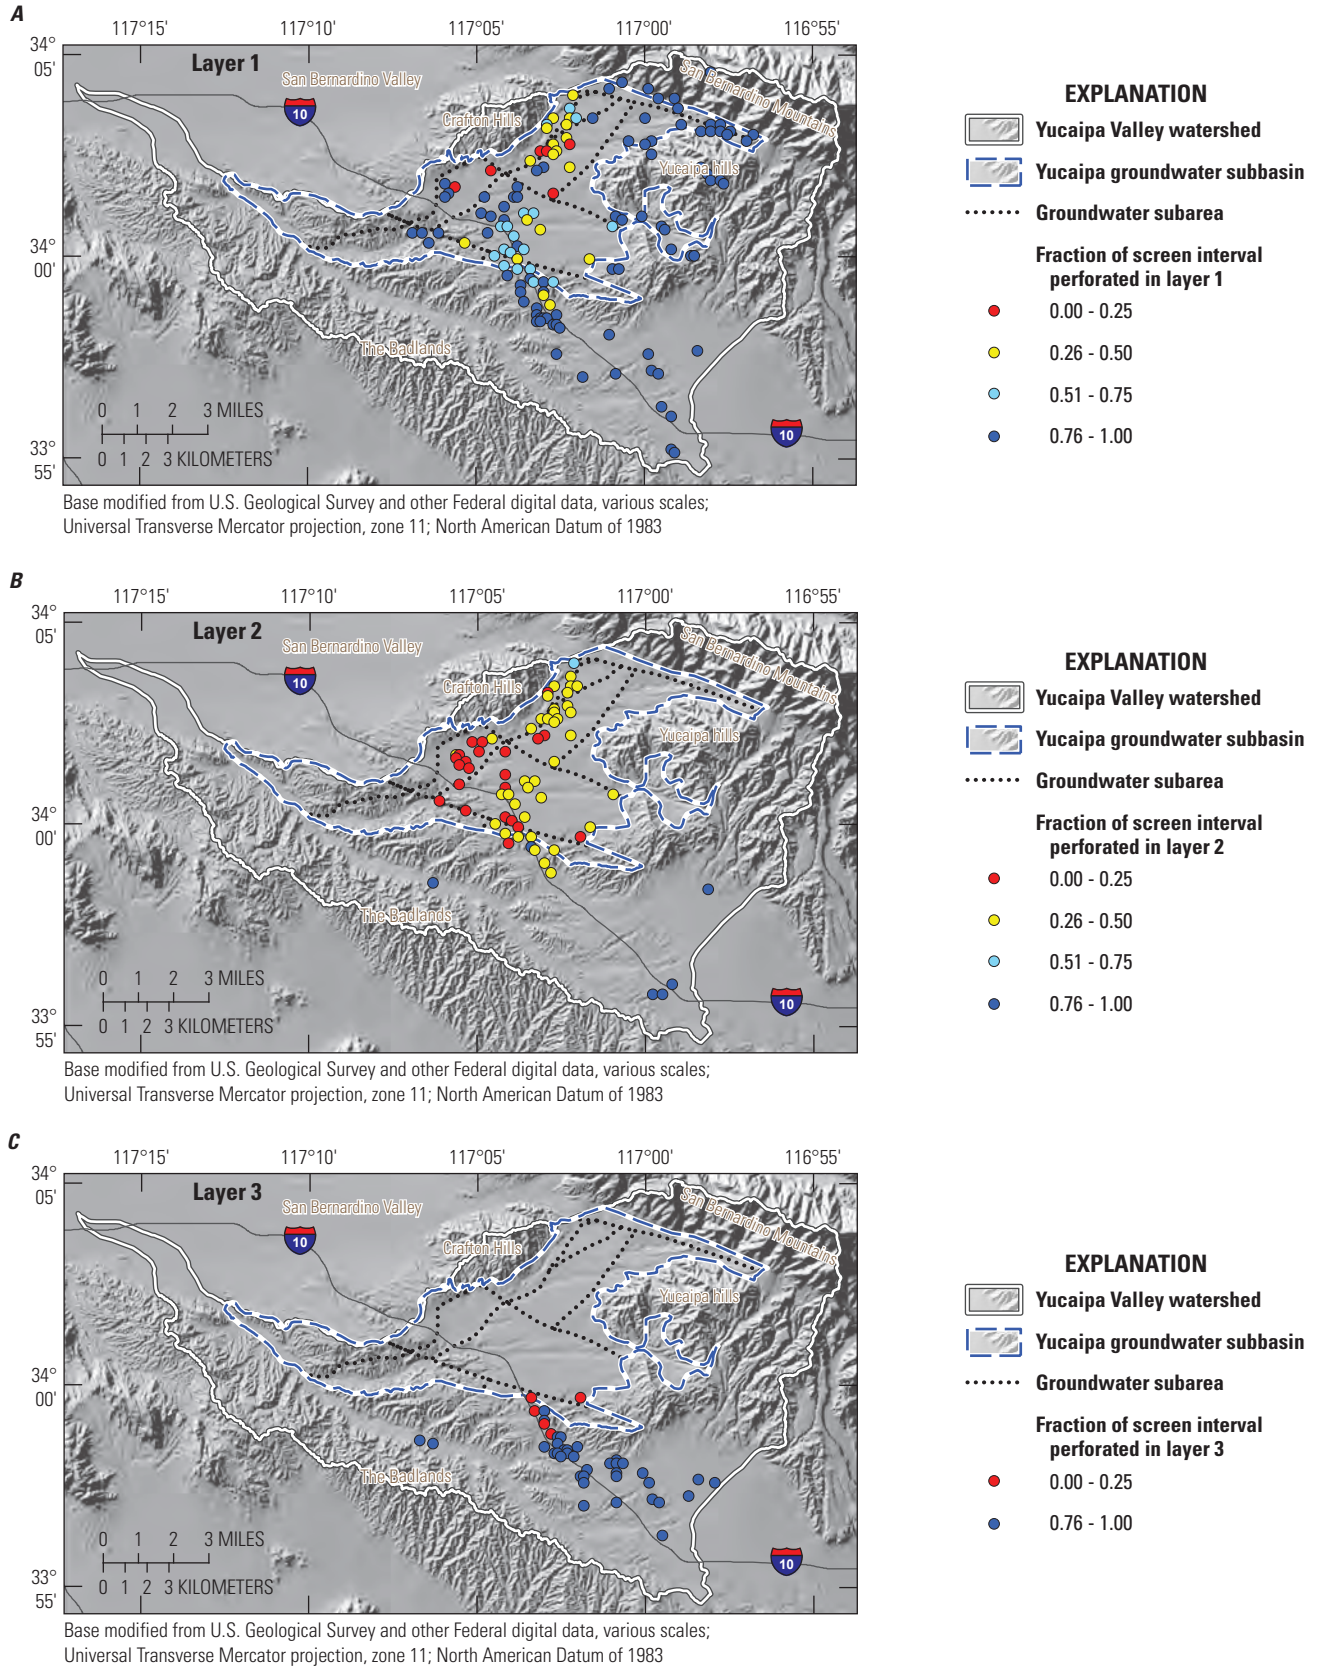 A
117°15'
117°10'
117°05'
117°00'
116°55'
34°
05'
Layer 1
San Bernardino Valley
San Bernardino Mountains
10
Crafton Hills
Yucaipa hills
34°
00'
The Badlands
0 1 2 3 MILES
0 1 2 3 KILOMETERS
10
33°
55'
Base modified from U.S. Geological Survey and other Federal digital data, various scales;
Universal Transverse Mercator projection, zone 11; North American Datum of 1983
EXPLANATION
Yucaipa Valley watershed
Yucaipa groundwater subbasin
Groundwater subarea
Fraction of screen interval
perforated in layer 1
0.00 - 0.25
0.26 - 0.50
0.51 - 0.75
0.76 - 1.00
B
117°15'
117°10'
117°05'
117°00'
116°55'
34°
05'
Layer 2
San Bernardino Valley
San Bernardino Mountains
10
Crafton Hills
Yucaipa hills
34°
00'
The Badlands
0 1 2 3 MILES
0 1 2 3 KILOMETERS
10
33°
55'
Base modified from U.S. Geological Survey and other Federal digital data, various scales;
Universal Transverse Mercator projection, zone 11; North American Datum of 1983
EXPLANATION
Yucaipa Valley watershed
Yucaipa groundwater subbasin
Groundwater subarea
Fraction of screen interval
perforated in layer 2
0.00 - 0.25
0.26 - 0.50
0.51 - 0.75
0.76 - 1.00
C
117°15'
117°10'
117°05'
117°00'
116°55'
34°
05'
Layer 3
San Bernardino Valley
San Bernardino Mountains
10
Crafton Hills
Yucaipa hills
34°
00'
The Badlands
0 1 2 3 MILES
0 1 2 3 KILOMETERS
10
33°
55'
Base modified from U.S. Geological Survey and other Federal digital data, various scales;
Universal Transverse Mercator projection, zone 11; North American Datum of 1983
EXPLANATION
Yucaipa Valley watershed
Yucaipa groundwater subbasin
Groundwater subarea
Fraction of screen interval
perforated in layer 3
0.00 - 0.25
0.76 - 1.00